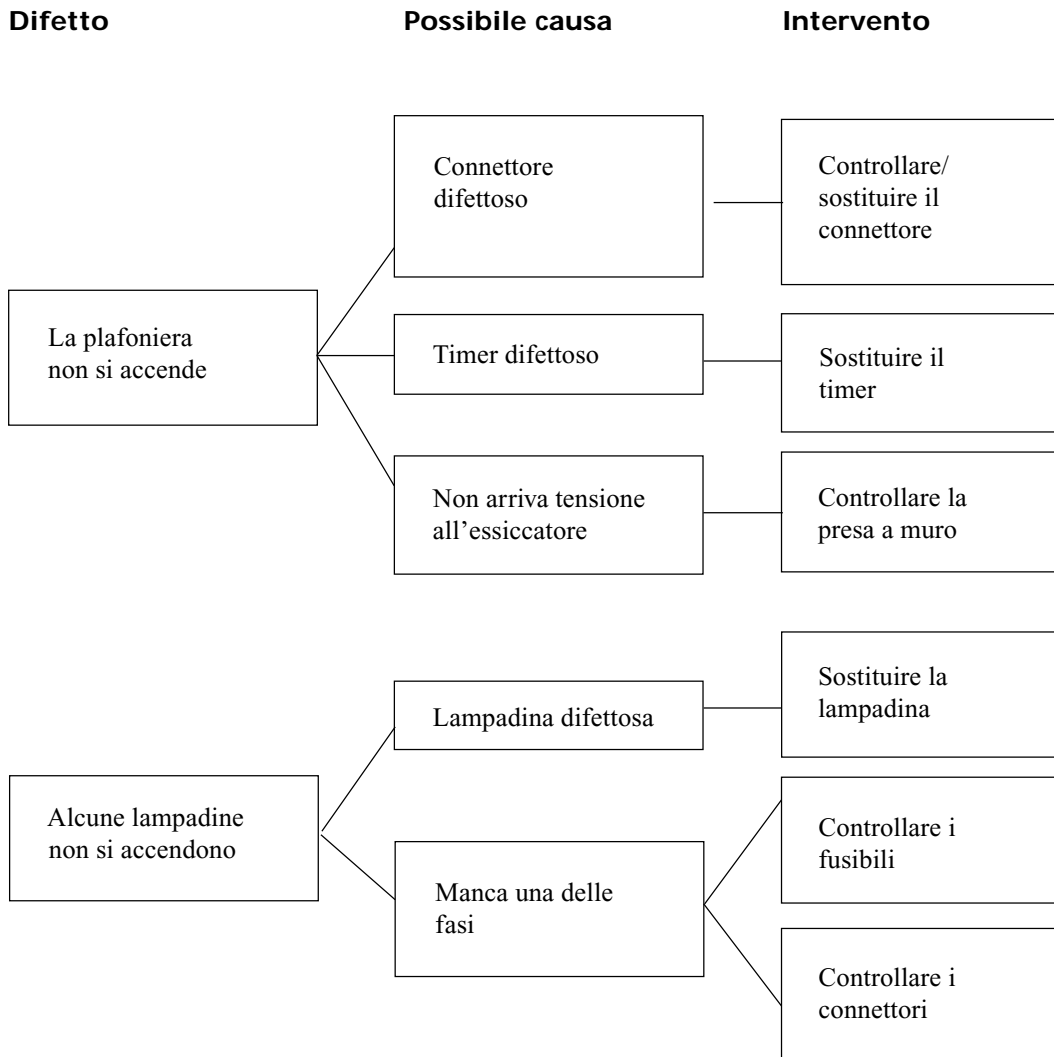 Difetto Possibile causa Intervento
Connettore
difettoso
Controllare/
sostituire il
connettore
La plafoniera
non si accende
Timer difettoso
Sostituire il
timer
Non arriva tensione
all’essiccatore
Controllare la
presa a muro
Lampadina difettosa
Sostituire la
lampadina
Alcune lampadine
non si accendono
Manca una delle
fasi
Controllare i
fusibili
Controllare i
connettori